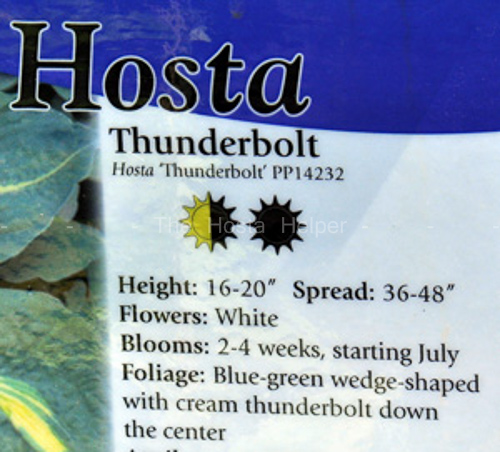 Hosta
Thunderbolt
Hosta 'Thunderbolt' PP14232
The Hosta Helper
Height: 16-20" Spread: 36-48"
Flowers: White
Blooms: 2-4 weeks, starting July
Foliage: Blue-green wedge-shaped
with cream thunderbolt down
the center